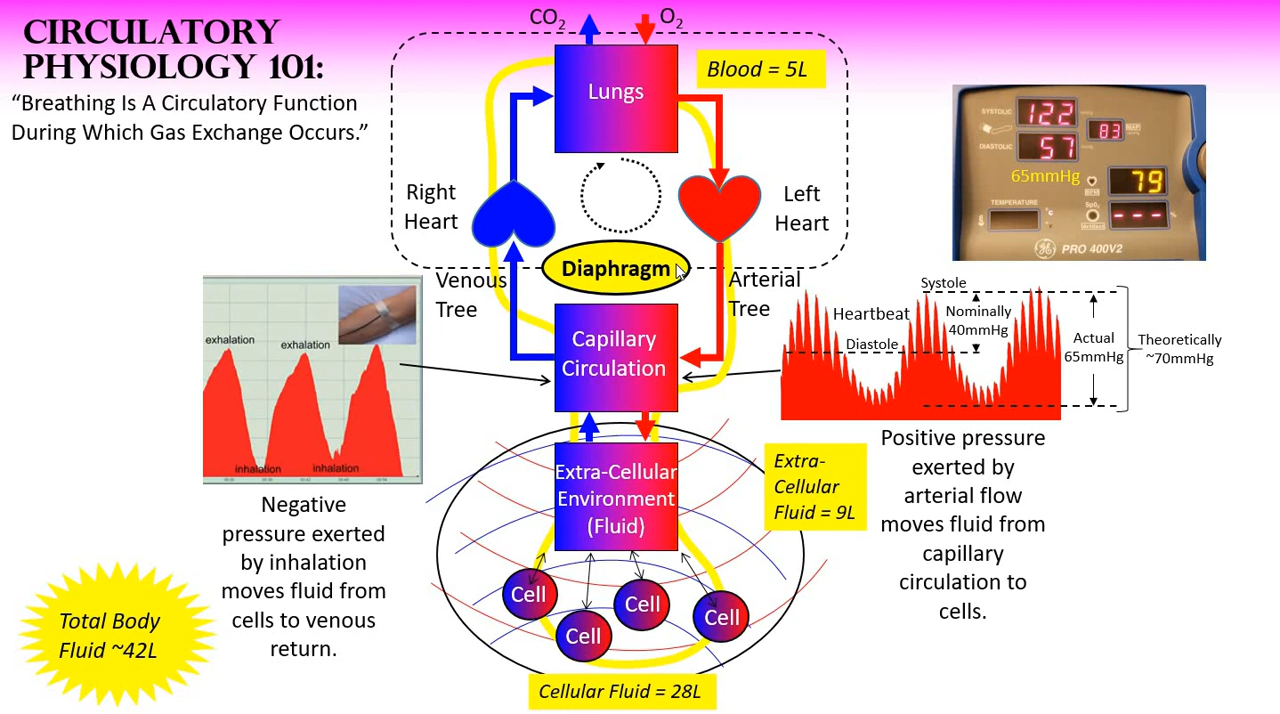 CIRCULATORY
PHYSIOLOGY 101:
“Breathing Is A Circulatory Function
During Which Gas Exchange Occurs.”
CO2
O2
Lungs
Blood = 5L
Right
Heart
Left
Heart
Diaphragm
Venous
Tree
Arterial
Tree
Capillary
Circulation
Extra-Cellular
Environment
(Fluid)
Cell
Cell
Cell
Cell
Cellular Fluid = 28L
Extra-
Cellular
Fluid = 9L
exhalation
exhalation
inhalation
inhalation
Negative
pressure exerted
by inhalation
moves fluid from
cells to venous
return.
Total Body
Fluid ~42L
SYSTOLIC
122
83
DIASTOLIC
57
65mmHg
79
TEMPERATURE
SpO2
- - -
GE PRO 400V2
Systole
Heartbeat
Nominally
40mmHg
Diastole
Actual
65mmHg
Theoretically
~70mmHg
Positive pressure
exerted by
arterial flow
moves fluid from
capillary
circulation to
cells.